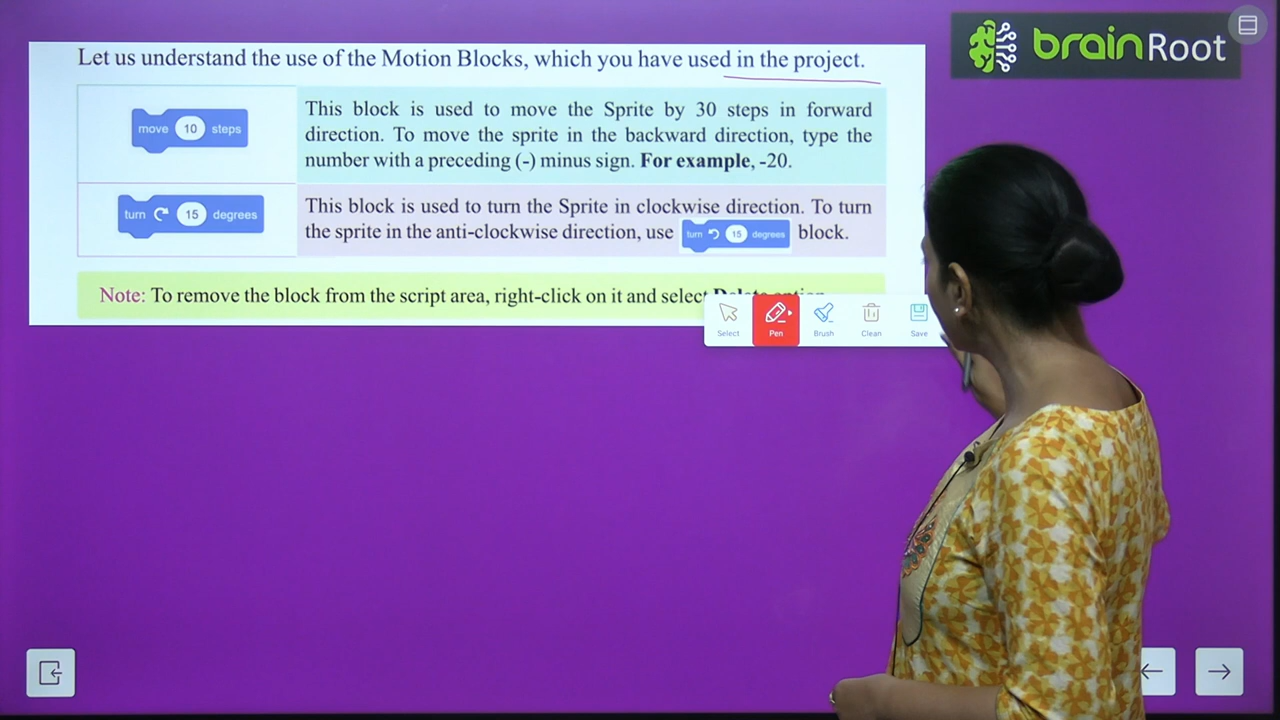 brainRoot
Let us understand the use of the Motion Blocks, which you have used in the project.
move 10 steps
This block is used to move the Sprite by 30 steps in forward
direction. To move the sprite in the backward direction, type the
number with a preceding (-) minus sign. For example, -20.
turn 15 degrees
This block is used to turn the Sprite in clockwise direction. To turn
the sprite in the anti-clockwise direction, use turn 15 degrees block.
Note: To remove the block from the script area, right-click on it and select Delete option
Select
Pen
Brush
Clean
Save